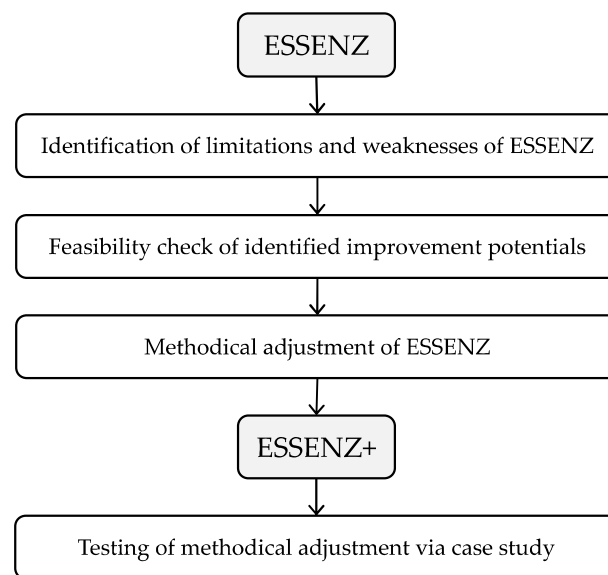 ESSENZ
Identification of limitations and weaknesses of ESSENZ
Feasibility check of identified improvement potentials
Methodical adjustment of ESSENZ
ESSENZ+
Testing of methodical adjustment via case study